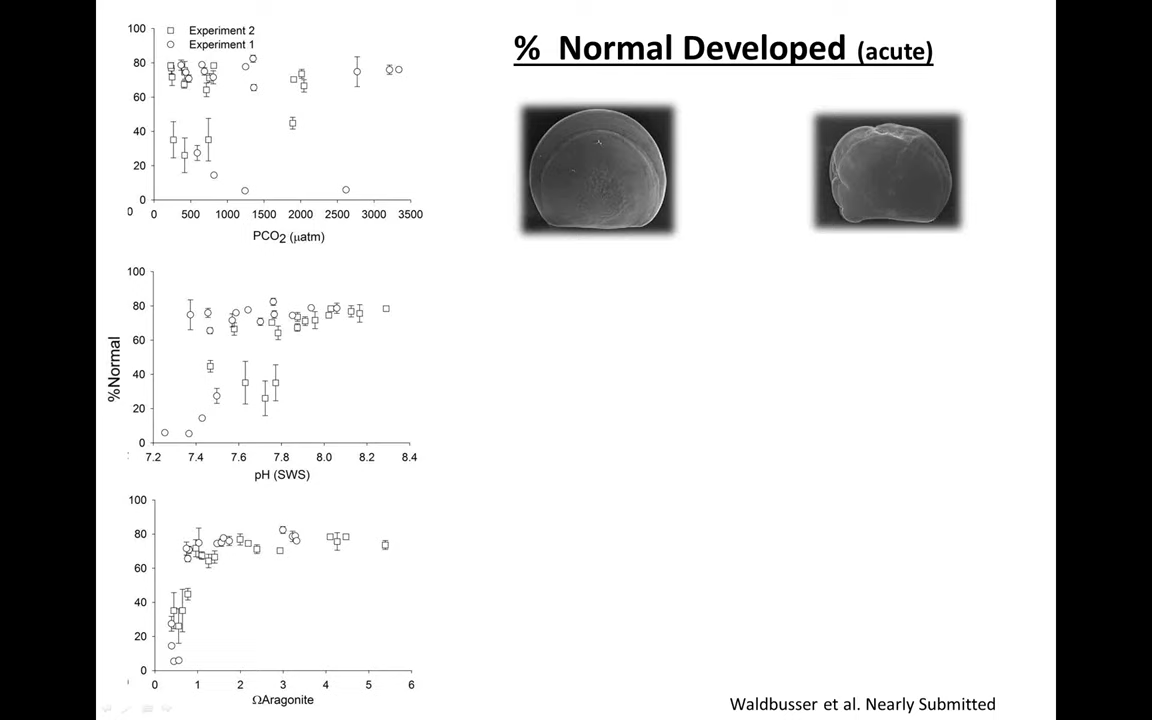 % Normal Developed (acute)
Experiment 2
Experiment 1
100
80
60
40
20
0
0
0 500 1000 1500 2000 2500 3000 3500
PCO2 (µatm)
100
80
60
40
20
0
7.2 7.4 7.6 7.8 8.0 8.2 8.4
pH (SWS)
%Normal
100
80
60
40
20
0
0 1 2 3 4 5 6
ΩAragonite
Waldbusser et al. Nearly Submitted